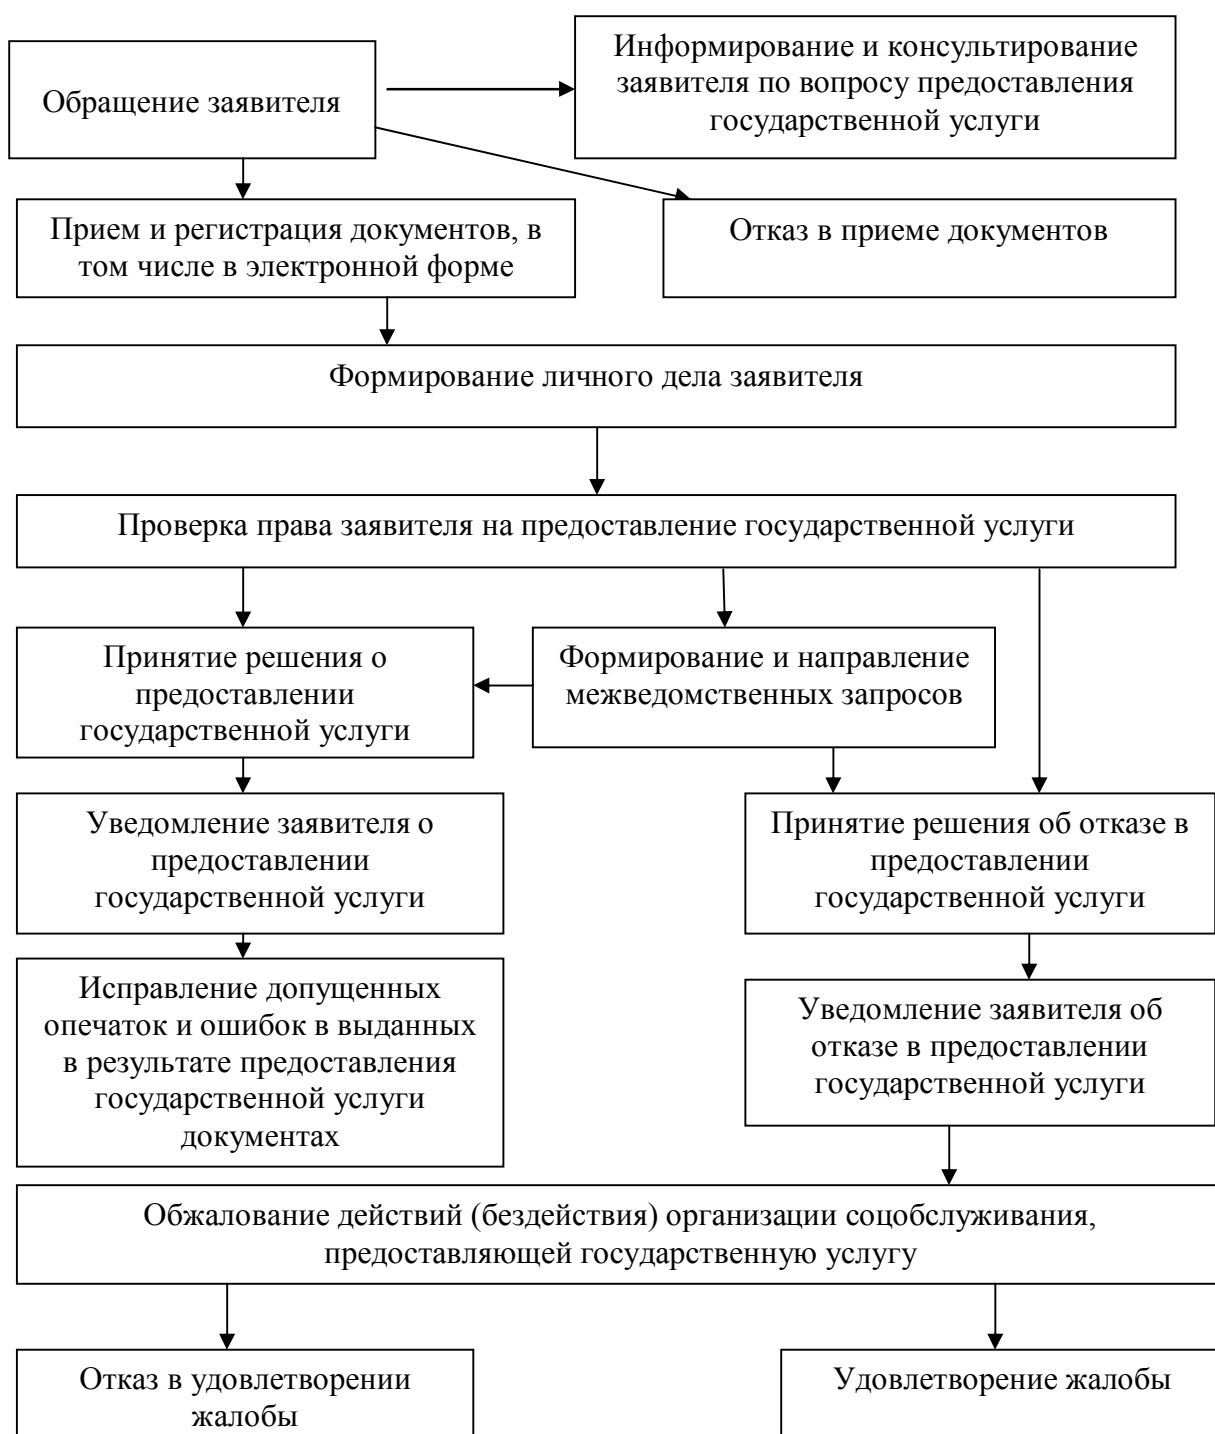 Обращение заявителя
Информирование и консультирование
заявителя по вопросу предоставления
государственной услуги
Прием и регистрация документов, в
том числе в электронной форме
Отказ в приеме документов
Формирование личного дела заявителя
Проверка права заявителя на предоставление государственной услуги
Принятие решения о
предоставлении
государственной услуги
Формирование и направление
межведомственных запросов
Уведомление заявителя о
предоставлении
государственной услуги
Принятие решения об отказе в
предоставлении
государственной услуги
Исправление допущенных
опечаток и ошибок в выданных
в результате предоставления
государственной услуги
документах
Уведомление заявителя об
отказе в предоставлении
государственной услуги
Обжалование действий (бездействия) организации соцобслуживания,
предоставляющей государственную услугу
Отказ в удовлетворении
жалобы
Удовлетворение жалобы